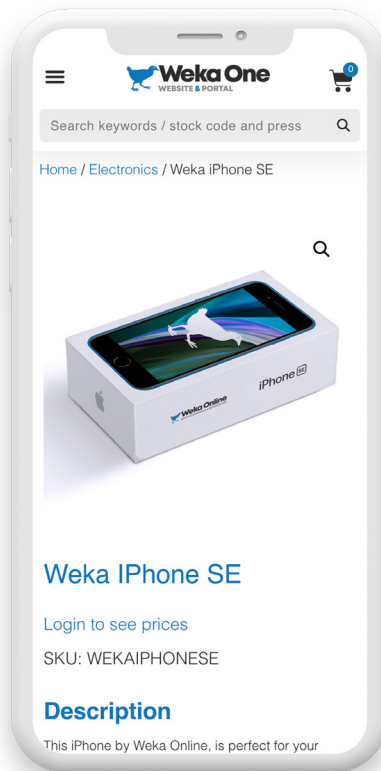 Weka One
WEBSITE & PORTAL
0
Search keywords / stock code and press
Home / Electronics / Weka iPhone SE
iPhone SE
Weka Online
Weka IPhone SE
Login to see prices
SKU: WEKAIPHONESE
Description
This iPhone by Weka Online, is perfect for your